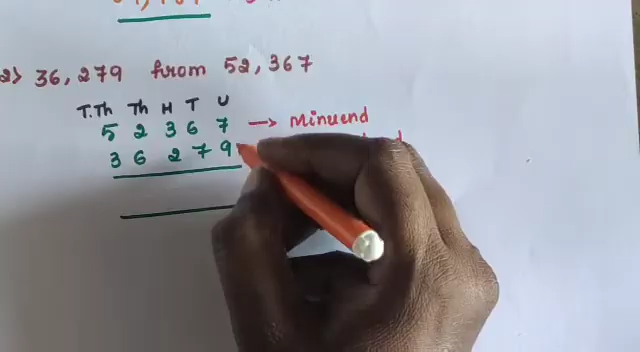 2) 36,279 from 52,367
T.Th Th H T U
5 2 3 6 7 → Minuend
3 6 2 7 9